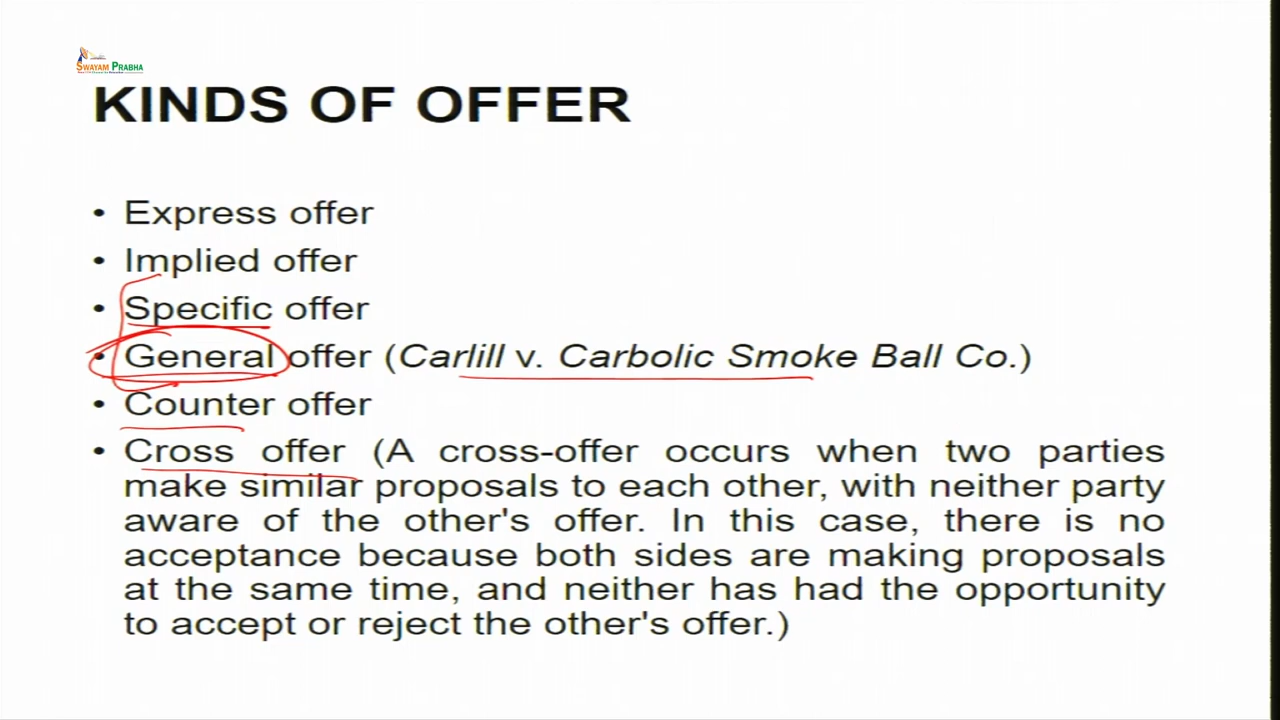 SWAYAM PRABHA
KINDS OF OFFER
• Express offer
• Implied offer
• Specific offer
• General offer (Carlill v. Carbolic Smoke Ball Co.)
• Counter offer
• Cross offer (A cross-offer occurs when two parties
make similar proposals to each other, with neither party
aware of the other's offer. In this case, there is no
acceptance because both sides are making proposals
at the same time, and neither has had the opportunity
to accept or reject the other's offer.)